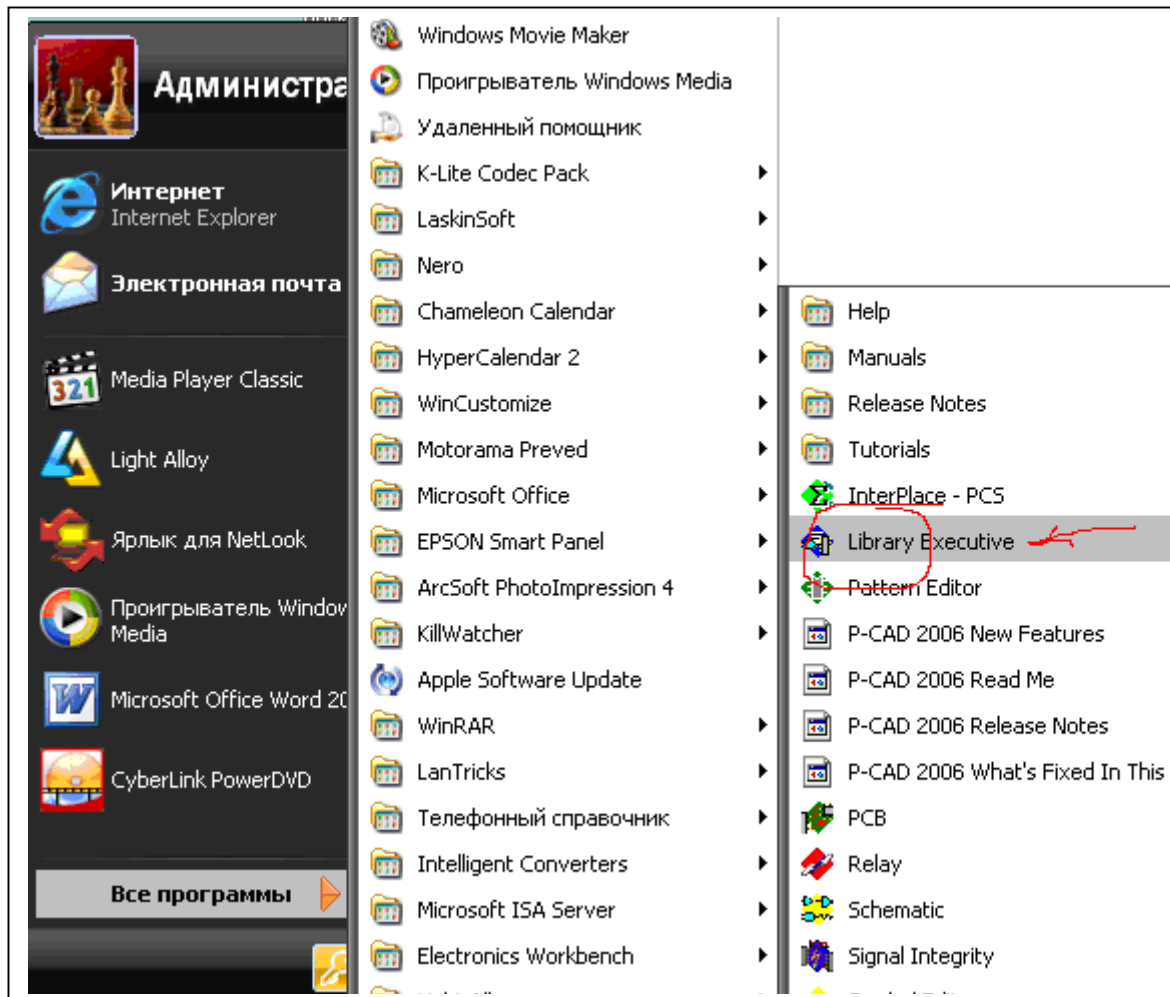 Администра
Интернет
Internet Explorer
Электронная почта
Media Player Classic
321
Light Alloy
Ярлык для NetLook
Проигрыватель Window
Media
Microsoft Office Word 20
CyberLink PowerDVD
Все программы
Windows Movie Maker
Проигрыватель Windows Media
Удаленный помощник
K-Lite Codec Pack
LaskinSoft
Nero
Chameleon Calendar
HyperCalendar 2
WinCustomize
Motorama Preved
Microsoft Office
EPSON Smart Panel
ArcSoft PhotoImpression 4
KillWatcher
Apple Software Update
WinRAR
LanTricks
Телефонный справочник
Intelligent Converters
Microsoft ISA Server
Electronics Workbench
Help
Manuals
Release Notes
Tutorials
InterPlace - PCS
Library Executive
Pattern Editor
P-CAD 2006 New Features
P-CAD 2006 Read Me
P-CAD 2006 Release Notes
P-CAD 2006 What's Fixed In This
PCB
Relay
Schematic
Signal Integrity